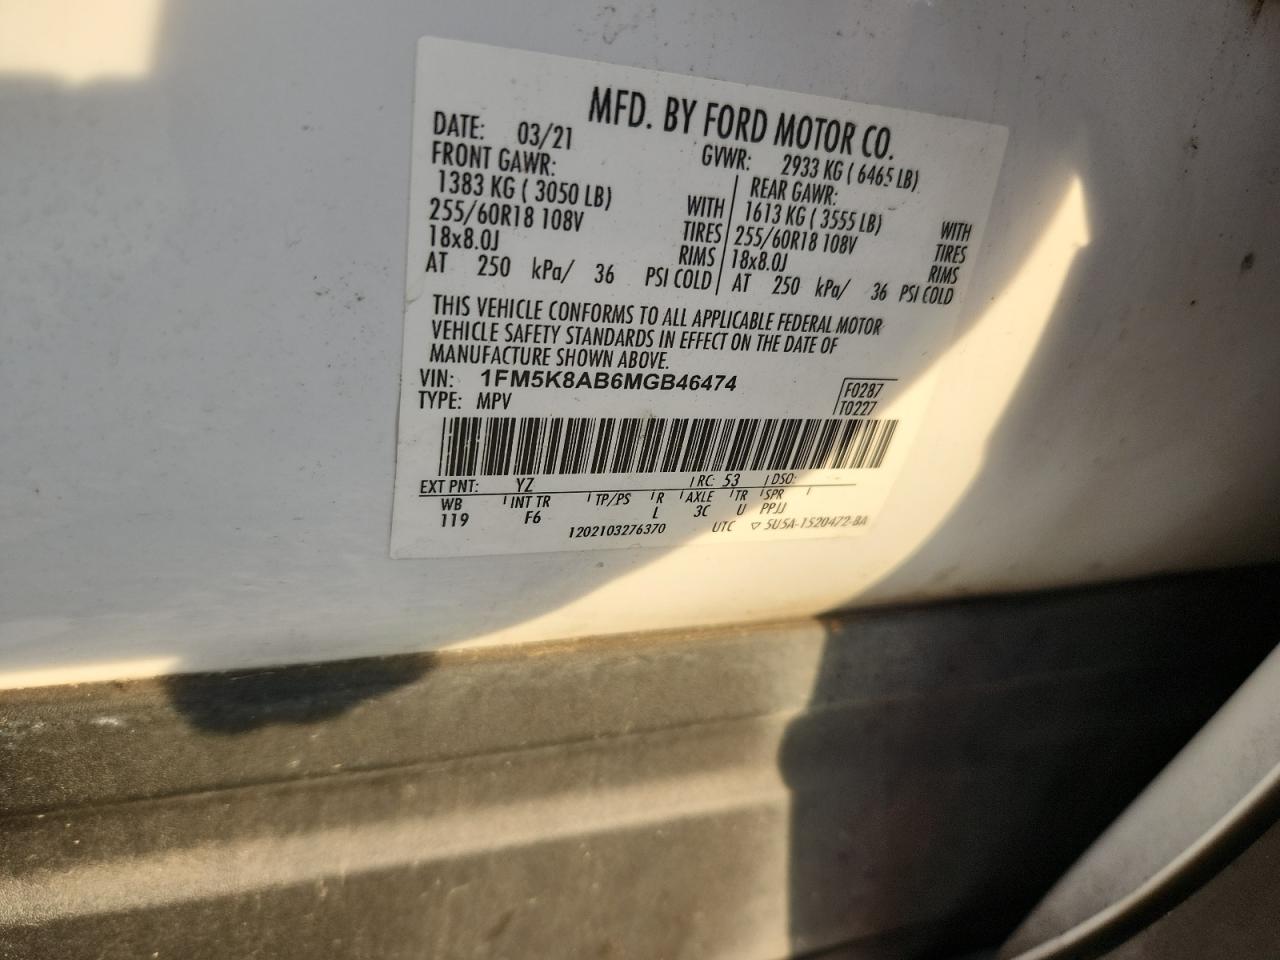 MFD. BY FORD MOTOR CO.
DATE: 03/21 GVWR: 2933 KG ( 6465 LB)
FRONT GAWR: REAR GAWR:
1383 KG ( 3050 LB) WITH 1613 KG ( 3555 LB) WITH
255/60R18 108V TIRES 255/60R18 108V TIRES
18x8.0J RIMS 18x8.0J RIMS
AT 250 kPa/ 36 PSI COLD AT 250 kPa/ 36 PSI COLD
THIS VEHICLE CONFORMS TO ALL APPLICABLE FEDERAL MOTOR
VEHICLE SAFETY STANDARDS IN EFFECT ON THE DATE OF
MANUFACTURE SHOWN ABOVE.
VIN: 1FM5K8AB6MGB46474 F0287
TYPE: MPV T0227
EXT PNT: YZ RC: 53 DSO:
WB INT TR TP/PS R AXLE TR SPR
119 F6 L 3C U PPJJ
1202103276370 UTC ▽ 5U5A-1520472-BA